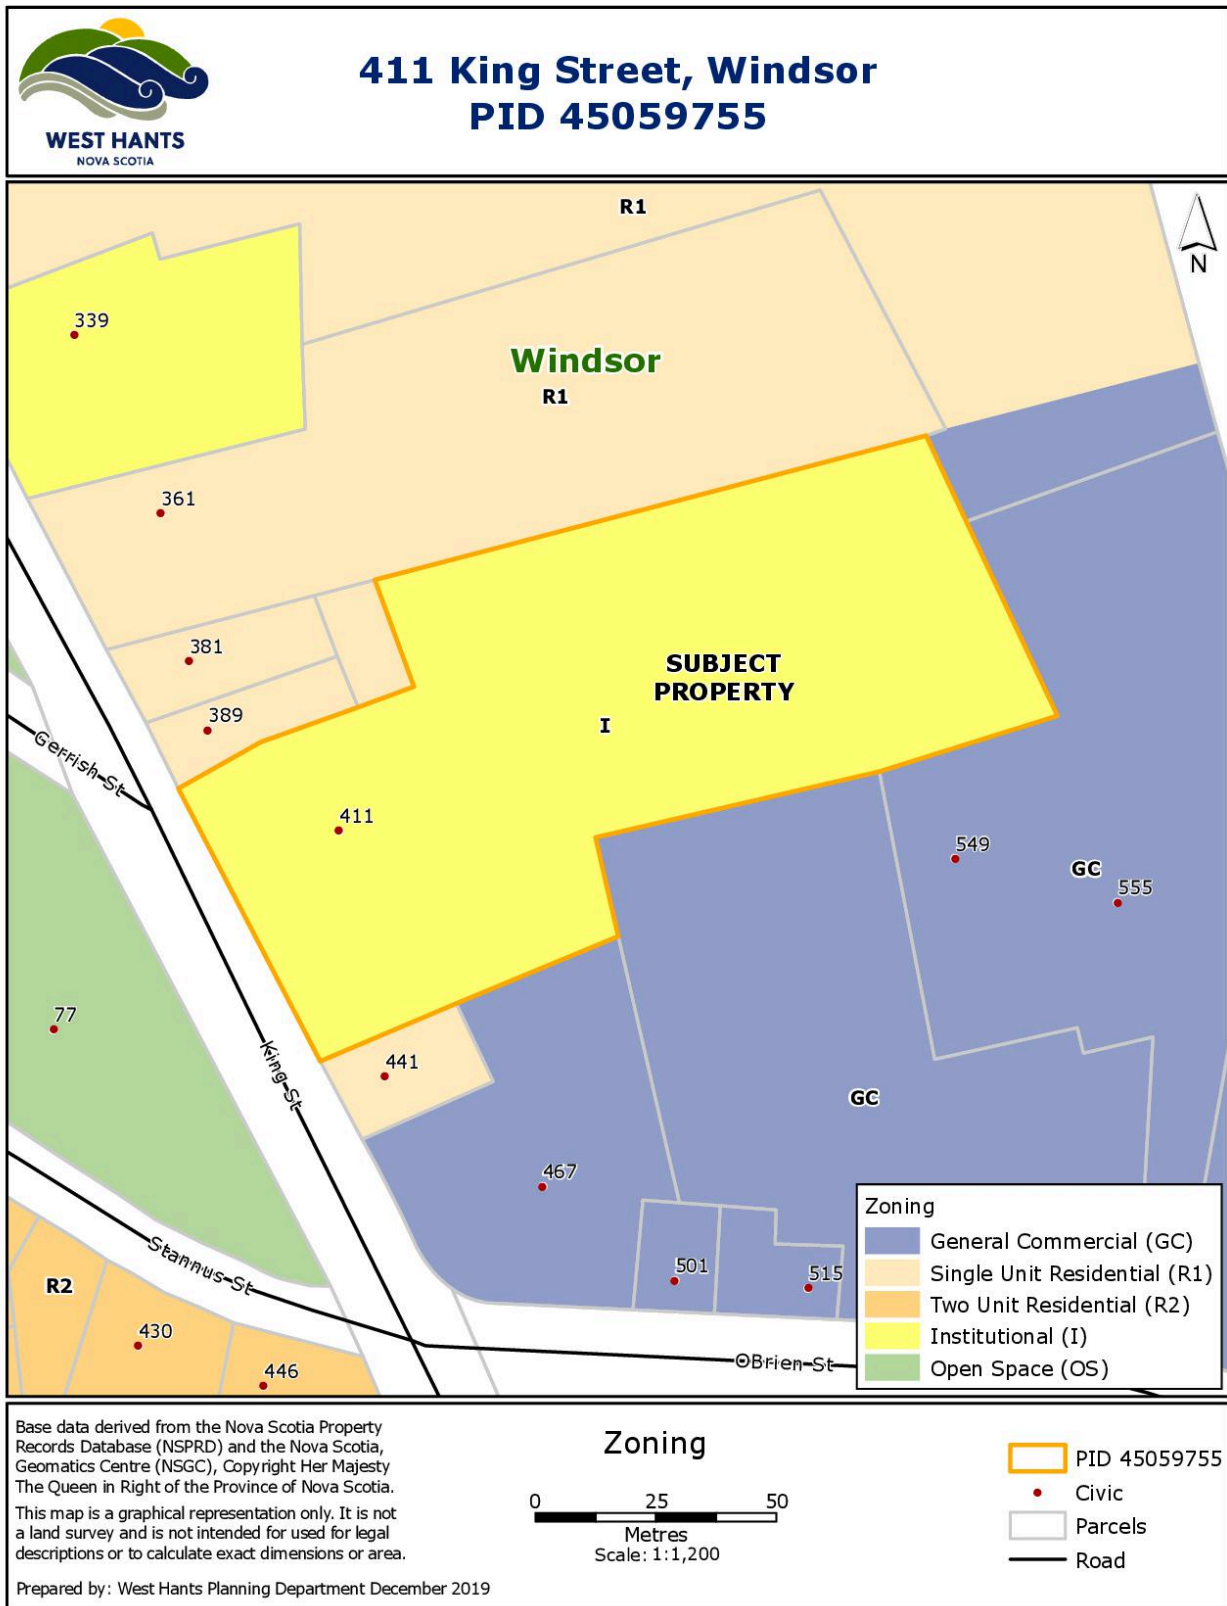 WEST HANTS
NOVA SCOTIA
411 King Street, Windsor
PID 45059755
R1
N
339
Windsor
R1
361
381
389
SUBJECT
PROPERTY
I
Gerrish St
411
549
GC
555
77
King St
441
GC
467
Stannus St
R2
430
446
501
515
OBrien St
Zoning
General Commercial (GC)
Single Unit Residential (R1)
Two Unit Residential (R2)
Institutional (I)
Open Space (OS)
Base data derived from the Nova Scotia Property
Records Database (NSPRD) and the Nova Scotia,
Geomatics Centre (NSGC), Copyright Her Majesty
The Queen in Right of the Province of Nova Scotia.
This map is a graphical representation only. It is not
a land survey and is not intended for used for legal
descriptions or to calculate exact dimensions or area.
Prepared by: West Hants Planning Department December 2019
Zoning
0 25 50
Metres
Scale: 1:1,200
PID 45059755
Civic
Parcels
Road